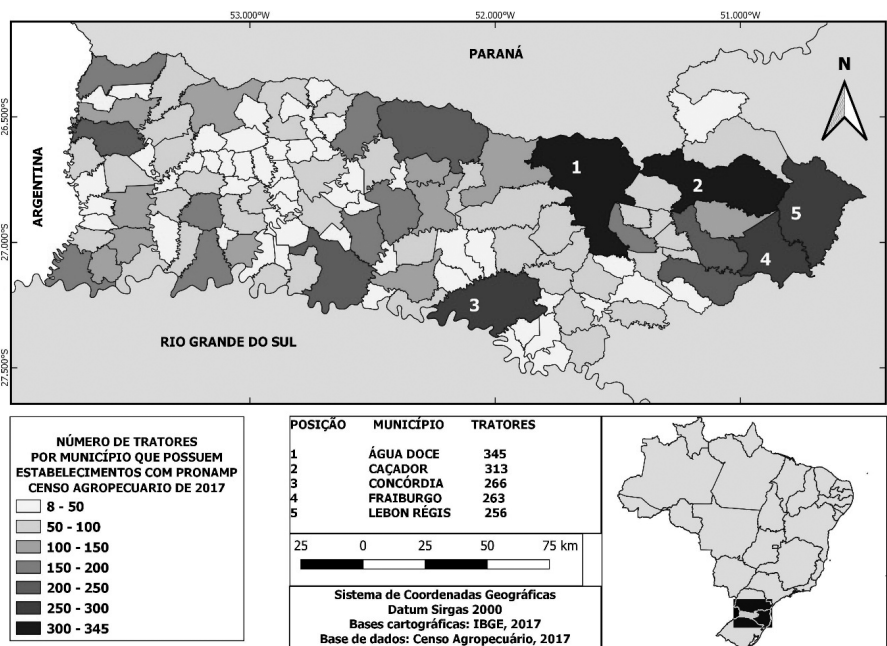 53.000°W 52.000°W 51.000°W
PARANÁ
N
26.500°S
ARGENTINA
1
2
5
27.000°S
4
3
RIO GRANDE DO SUL
27.500°S
NÚMERO DE TRATORES
POR MUNICÍPIO QUE POSSUEM
ESTABELECIMENTOS COM PRONAMP
CENSO AGROPECUARIO DE 2017
8 - 50
50 - 100
100 - 150
150 - 200
200 - 250
250 - 300
300 - 345
POSIÇÃO MUNICÍPIO TRATORES
1 ÁGUA DOCE 345
2 CAÇADOR 313
3 CONCÓRDIA 266
4 FRAIBURGO 263
5 LEBON RÉGIS 256
25 0 25 50 75 km
Sistema de Coordenadas Geográficas
Datum Sirgas 2000
Bases cartográficas: IBGE, 2017
Base de dados: Censo Agropecuário, 2017